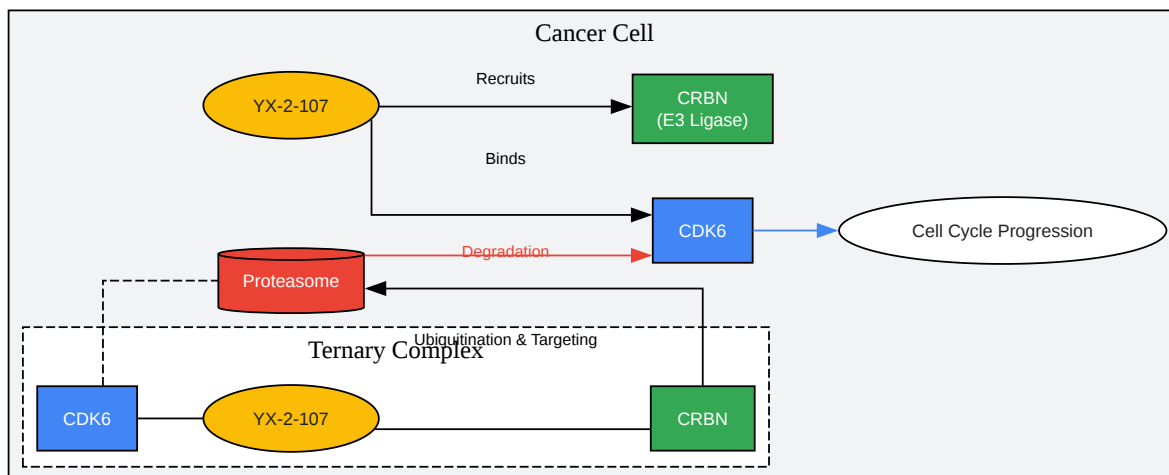 Cancer Cell
Recruits
YX-2-107
CRBN
(E3 Ligase)
Binds
CDK6
Cell Cycle Progression
Degradation
Proteasome
Ubiquitination & Targeting
Ternary Complex
CDK6
YX-2-107
CRBN